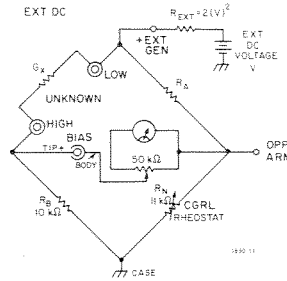 EXT DC
R_EXT=2(V)²
+EXT
GEN
EXT
DC
VOLTAGE
V
G_X
LOW
R_A
UNKNOWN
HIGH
BIAS
TIP+
BODY
50 kΩ
OPP
ARM
R_B
10 kΩ
R_N
11 kΩ
CGRL
RHEOSTAT
CASE